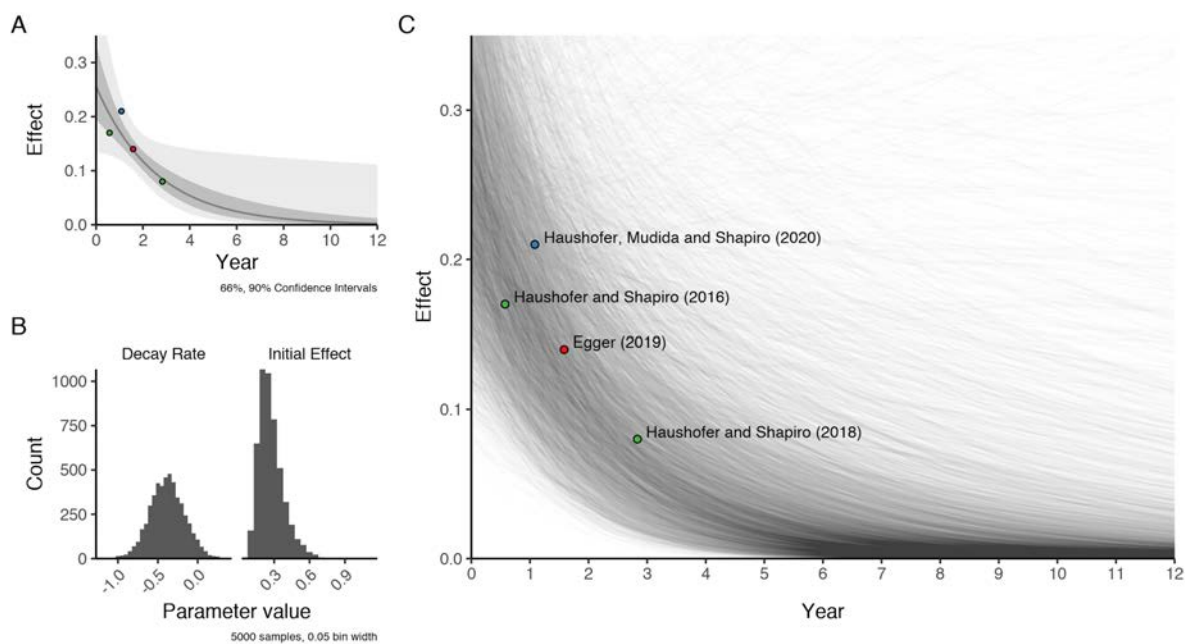 A
Effect
0.3
0.2
0.1
0.0
0 2 4 6 8 10 12
Year
66%, 90% Confidence Intervals
B
Decay Rate Initial Effect
Count
1000
750
500
250
0
-1.0 -0.5 0.0 0.3 0.6 0.9
Parameter value
5000 samples, 0.05 bin width
C
Effect
0.3
0.2
0.1
0.0
Haushofer, Mudida and Shapiro (2020)
Haushofer and Shapiro (2016)
Egger (2019)
Haushofer and Shapiro (2018)
0 1 2 3 4 5 6 7 8 9 10 11 12
Year